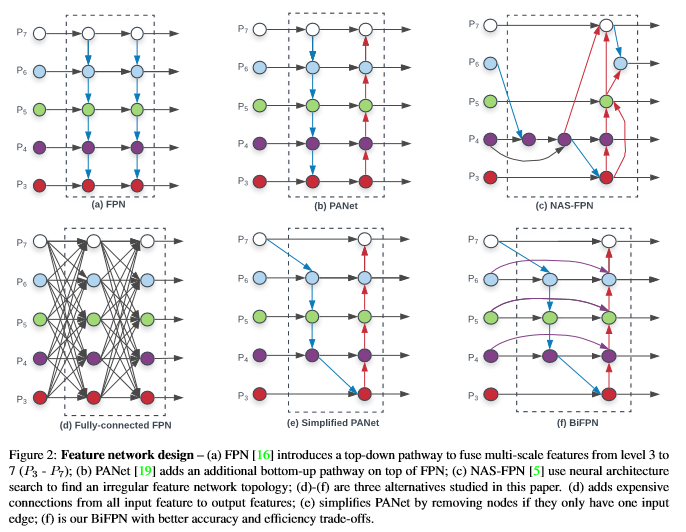 P7
P6
P5
P4
P3
(a) FPN
P7
P6
P5
P4
P3
(b) PANet
P7
P6
P5
P4
P3
(c) NAS-FPN
P7
P6
P5
P4
P3
(d) Fully-connected FPN
P7
P6
P5
P4
P3
(e) Simplified PANet
P7
P6
P5
P4
P3
(f) BiFPN
Figure 2: Feature network design – (a) FPN [16] introduces a top-down pathway to fuse multi-scale features from level 3 to
7 (P3 - P7); (b) PANet [19] adds an additional bottom-up pathway on top of FPN; (c) NAS-FPN [5] use neural architecture
search to find an irregular feature network topology; (d)-(f) are three alternatives studied in this paper. (d) adds expensive
connections from all input feature to output features; (e) simplifies PANet by removing nodes if they only have one input
edge; (f) is our BiFPN with better accuracy and efficiency trade-offs.